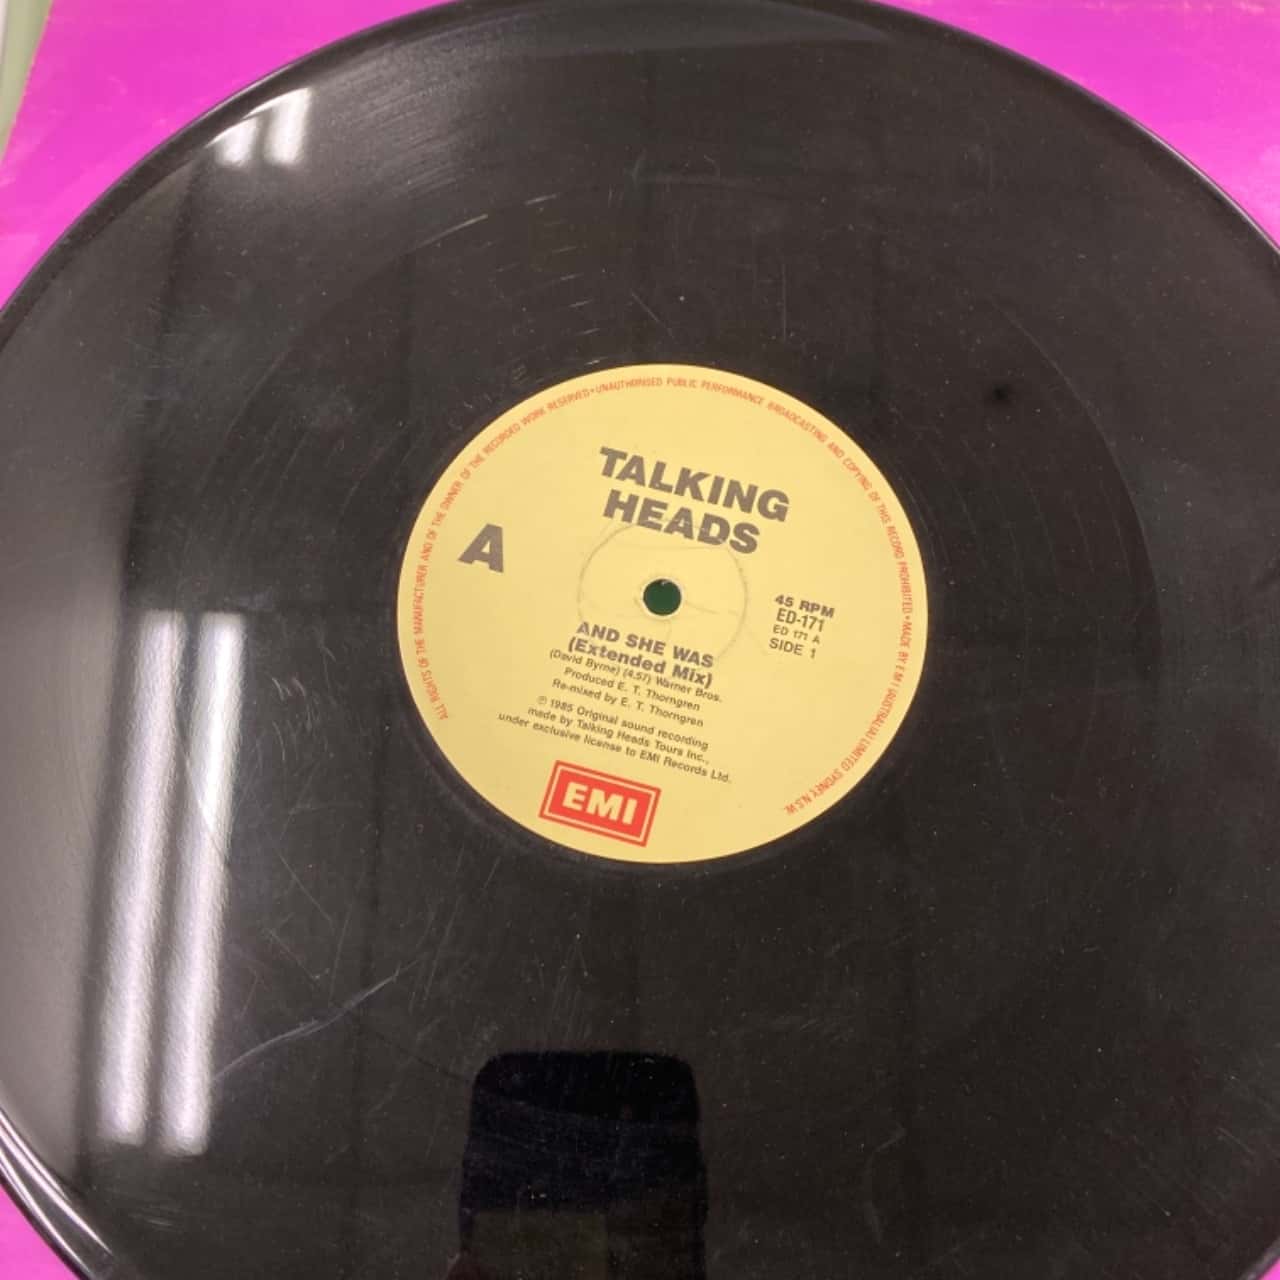 TALKING
HEADS
A
45 RPM
ED-171
ED 171 A
SIDE 1
AND SHE WAS
(Extended Mix)
(David Byrne) (4.57) Warner Bros.
Produced E. T. Thorngren
Re-mixed by E. T. Thorngren
℗ 1985 Original sound recording
made by Talking Heads Tours Inc.,
under exclusive license to EMI Records Ltd.
EMI
ALL RIGHTS OF THE MANUFACTURER AND OF THE OWNER OF THE RECORDED WORK RESERVED • UNAUTHORISED PUBLIC PERFORMANCE BROADCASTING AND COPYING OF THIS RECORD PROHIBITED • MADE BY E M I (AUSTRALIA) LIMITED SYDNEY N.S.W.